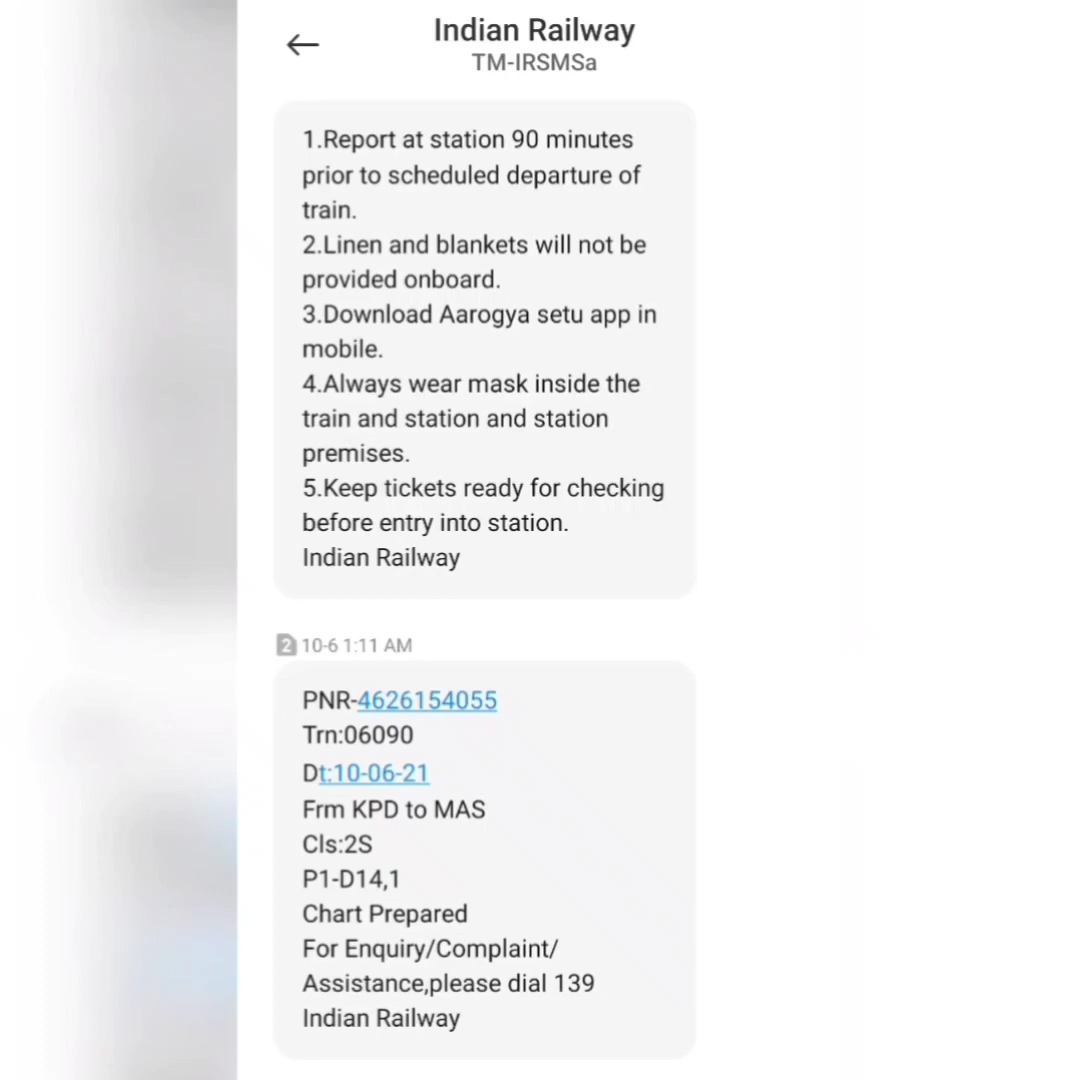 Indian Railway
TM-IRSMSa
1.Report at station 90 minutes
prior to scheduled departure of
train.
2.Linen and blankets will not be
provided onboard.
3.Download Aarogya setu app in
mobile.
4.Always wear mask inside the
train and station and station
premises.
5.Keep tickets ready for checking
before entry into station.
Indian Railway
2 10-6 1:11 AM
PNR-4626154055
Trn:06090
Dt:10-06-21
Frm KPD to MAS
Cls:2S
P1-D14,1
Chart Prepared
For Enquiry/Complaint/
Assistance,please dial 139
Indian Railway